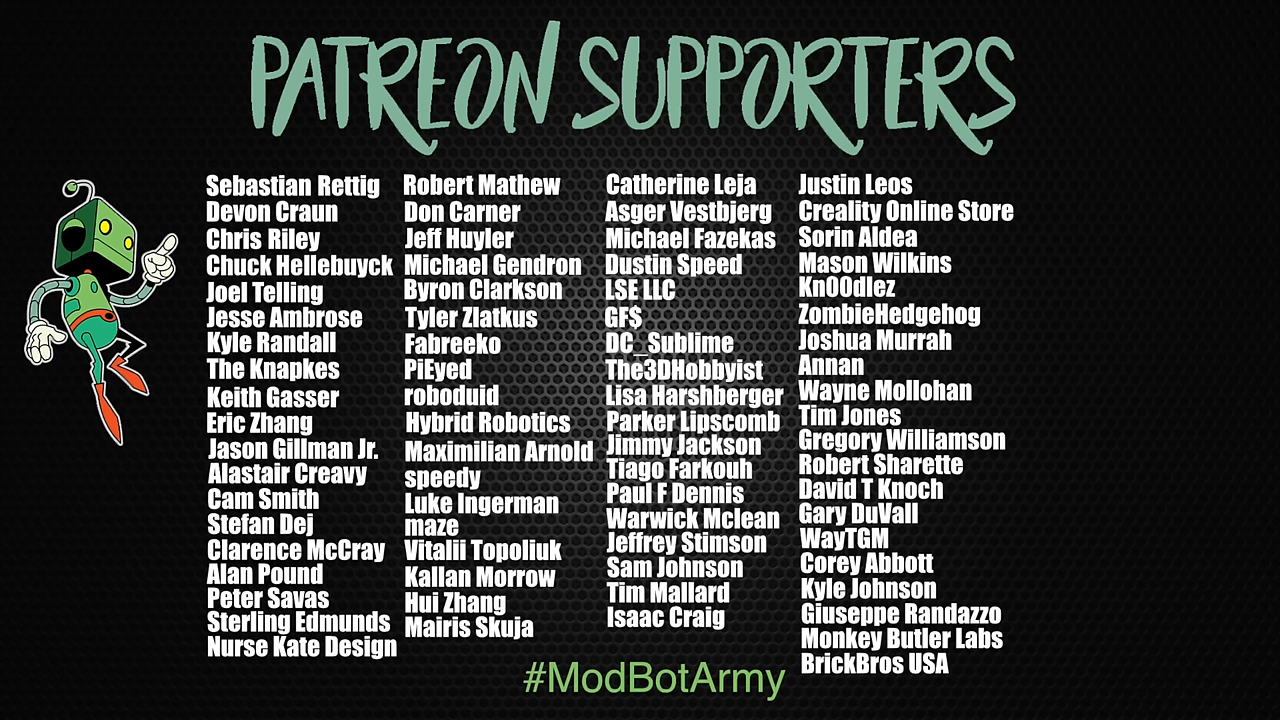 PATREON SUPPORTERS
Sebastian Rettig
Devon Craun
Chris Riley
Chuck Hellebuyck
Joel Telling
Jesse Ambrose
Kyle Randall
The Knapkes
Keith Gasser
Eric Zhang
Jason Gillman Jr.
Alastair Creavy
Cam Smith
Stefan Dej
Clarence McCray
Alan Pound
Peter Savas
Sterling Edmunds
Nurse Kate Design
Robert Mathew
Don Carner
Jeff Huyler
Michael Gendron
Byron Clarkson
Tyler Zlatkus
Fabreeko
PiEyed
roboduid
Hybrid Robotics
Maximilian Arnold
speedy
Luke Ingerman
maze
Vitalii Topoliuk
Kallan Morrow
Hui Zhang
Mairis Skuja
Catherine Leja
Asger Vestbjerg
Michael Fazekas
Dustin Speed
LSE LLC
GF$
DC_Sublime
The3DHobbyist
Lisa Harshberger
Parker Lipscomb
Jimmy Jackson
Tiago Farkouh
Paul F Dennis
Warwick Mclean
Jeffrey Stimson
Sam Johnson
Tim Mallard
Isaac Craig
Justin Leos
Creality Online Store
Sorin Aldea
Mason Wilkins
Kn00dlez
ZombieHedgehog
Joshua Murrah
Annan
Wayne Mollohan
Tim Jones
Gregory Williamson
Robert Sharette
David T Knoch
Gary DuVall
WayTGM
Corey Abbott
Kyle Johnson
Giuseppe Randazzo
Monkey Butler Labs
BrickBros USA
#ModBotArmy